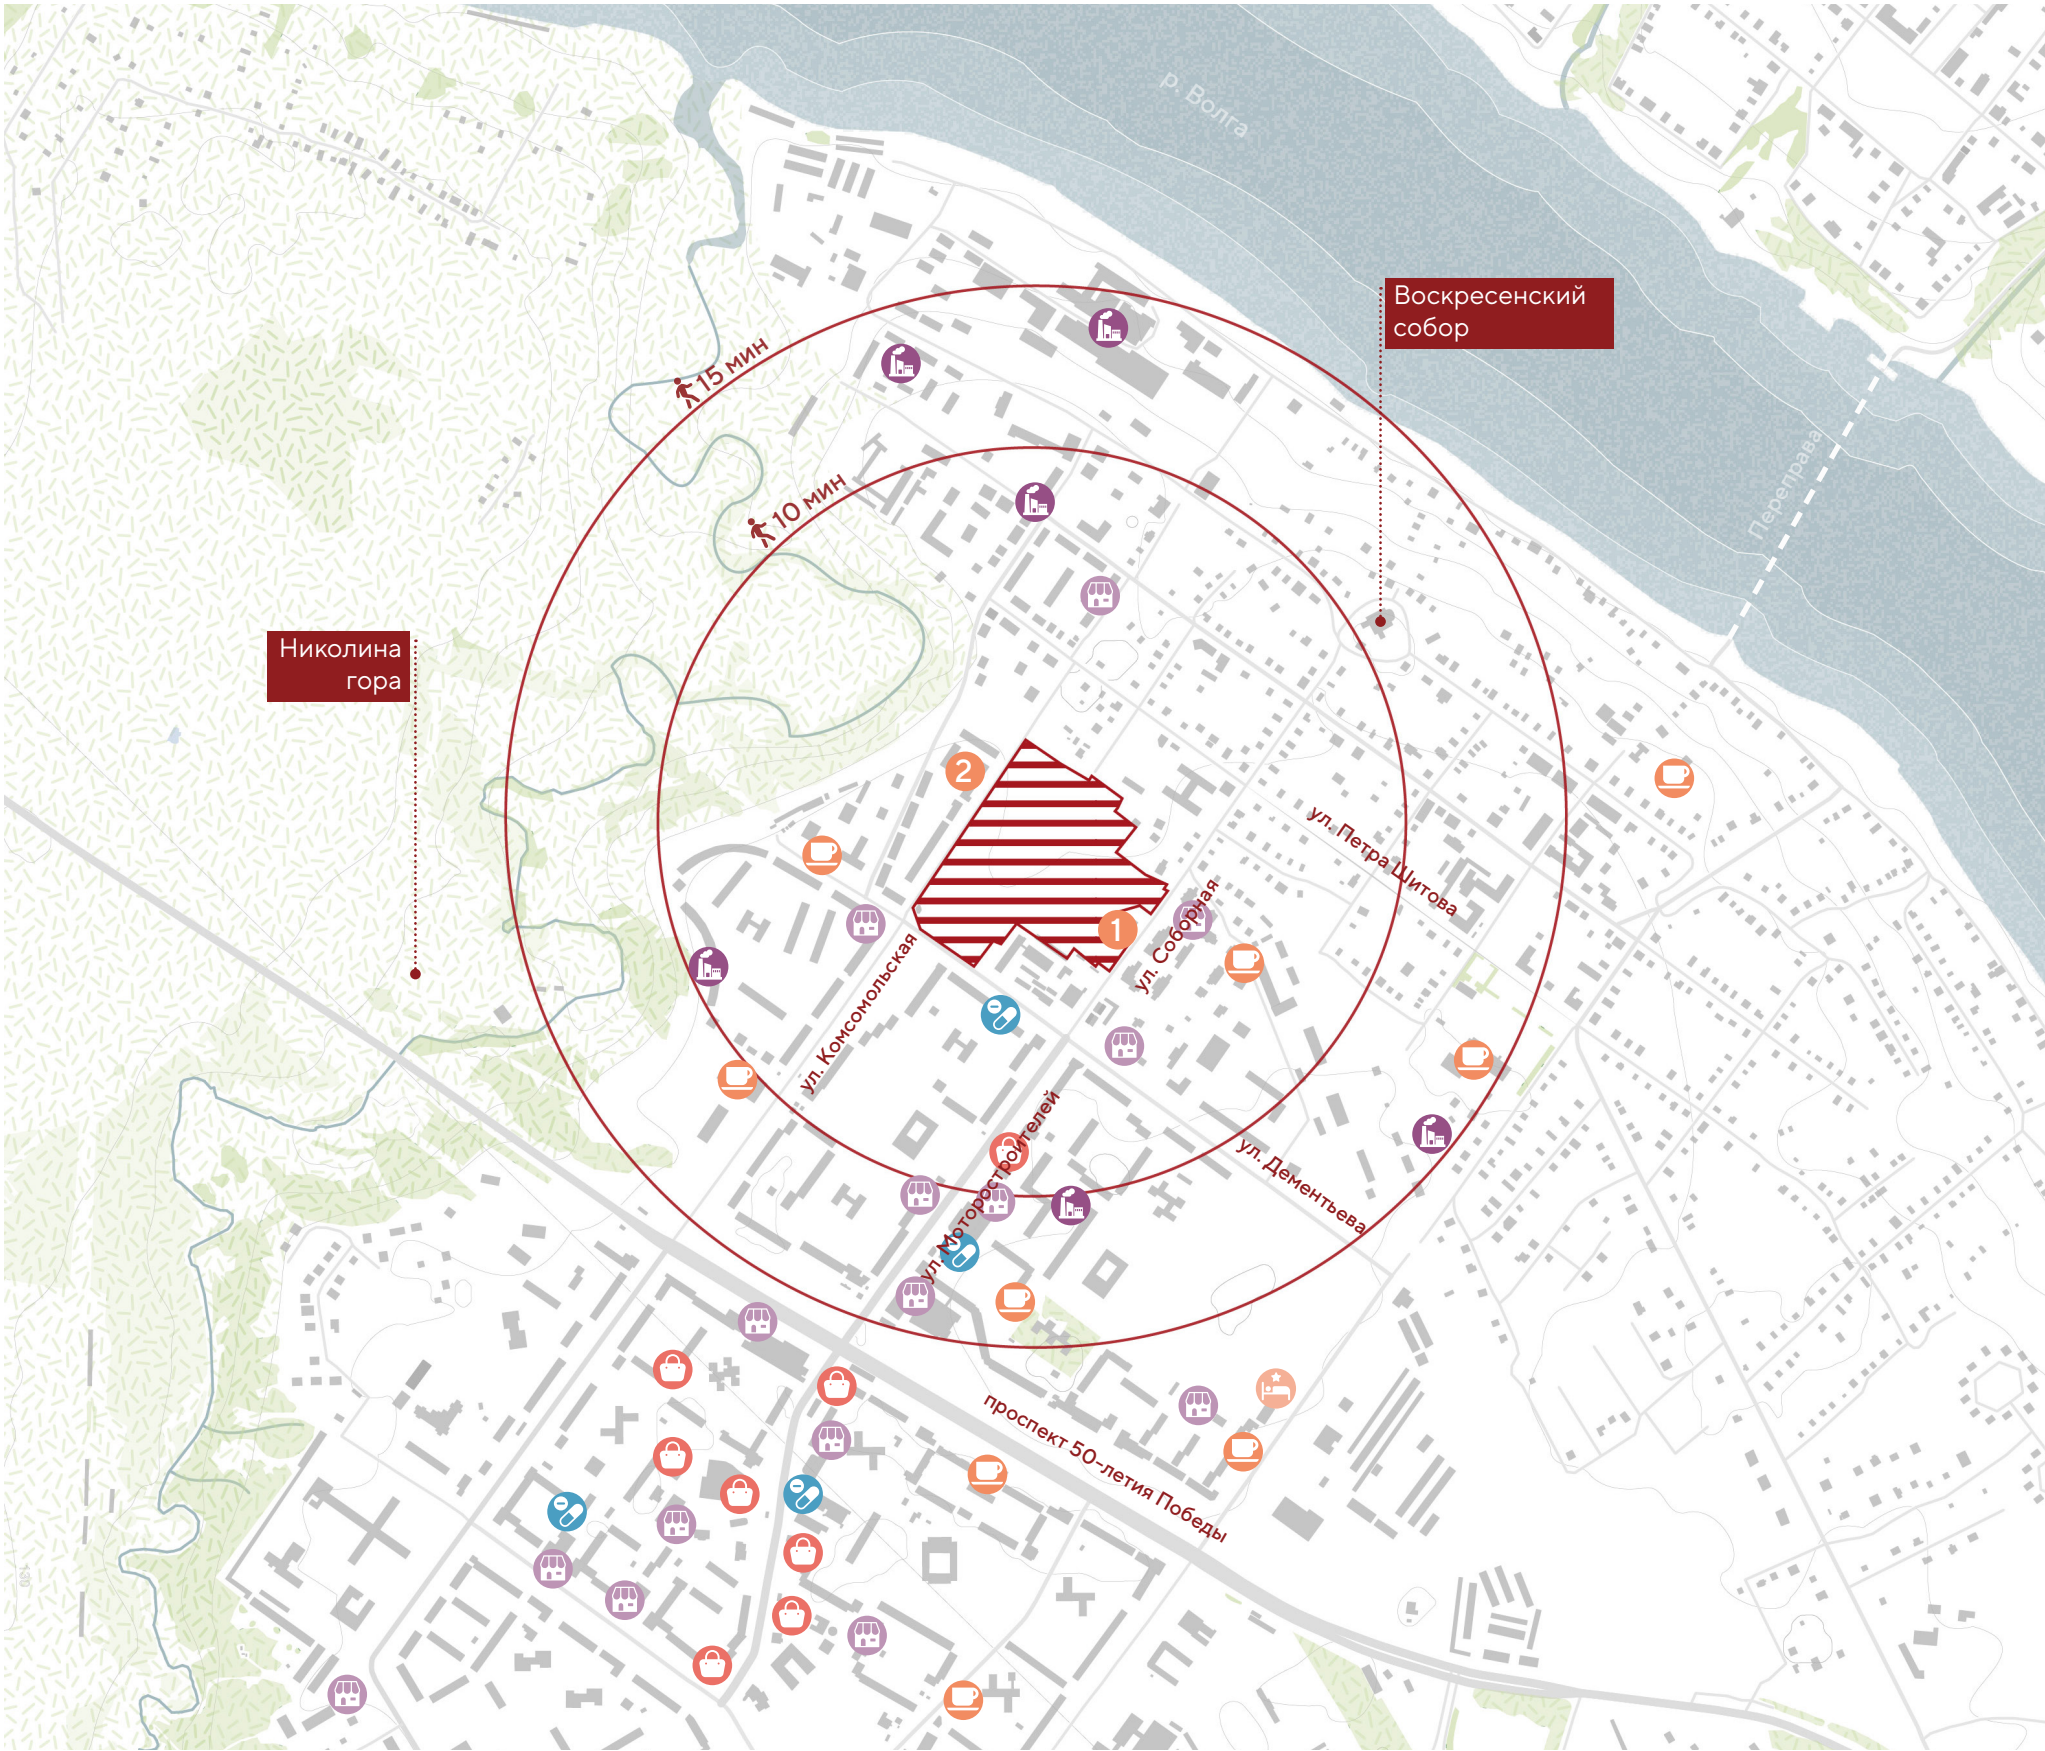 р. Волга
Воскресенский
собор
15 мин
10 мин
Переправа
Николина
гора
2
ул. Петра Шитова
1
ул. Соборная
ул. Комсомольская
ул. Моторостроителей
ул. Дементьева
проспект 50-летия Победы